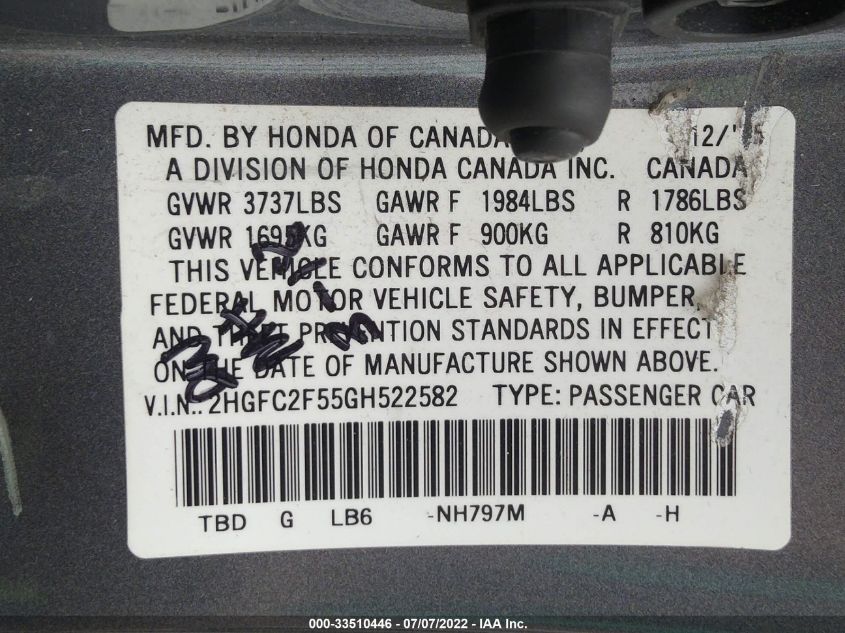 MFD. BY HONDA OF CANADA
A DIVISION OF HONDA CANADA INC. CANADA
GVWR 3737LBS GAWR F 1984LBS R 1786LBS
GVWR 1695KG GAWR F 900KG R 810KG
THIS VEHICLE CONFORMS TO ALL APPLICABLE
FEDERAL MOTOR VEHICLE SAFETY, BUMPER,
AND THEFT PREVENTION STANDARDS IN EFFECT
ON THE DATE OF MANUFACTURE SHOWN ABOVE.
V.I.N.: 2HGFC2F55GH522582 TYPE: PASSENGER CAR
TBD G LB6 -NH797M -A -H
000-33510446 - 07/07/2022 - IAA Inc.